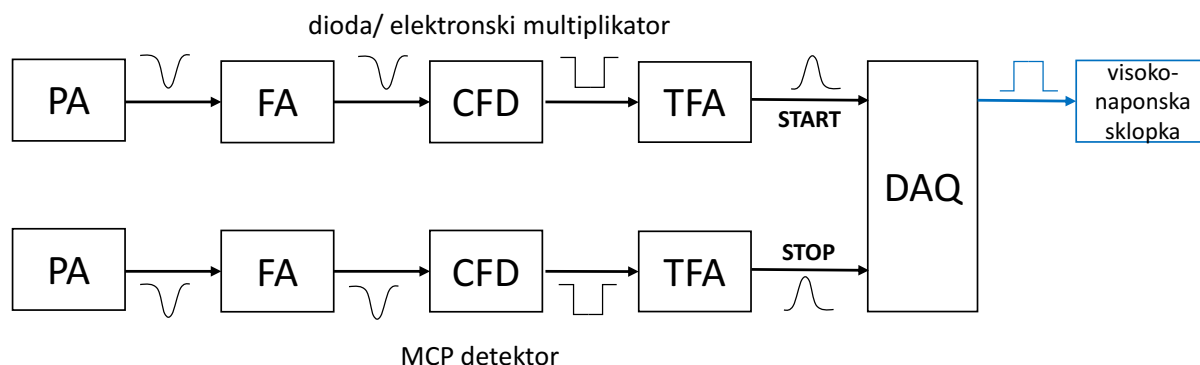 dioda/ elektronski multiplikator
PA
FA
CFD
TFA
START
DAQ
visoko-
naponska
sklopka
PA
FA
CFD
TFA
STOP
MCP detektor